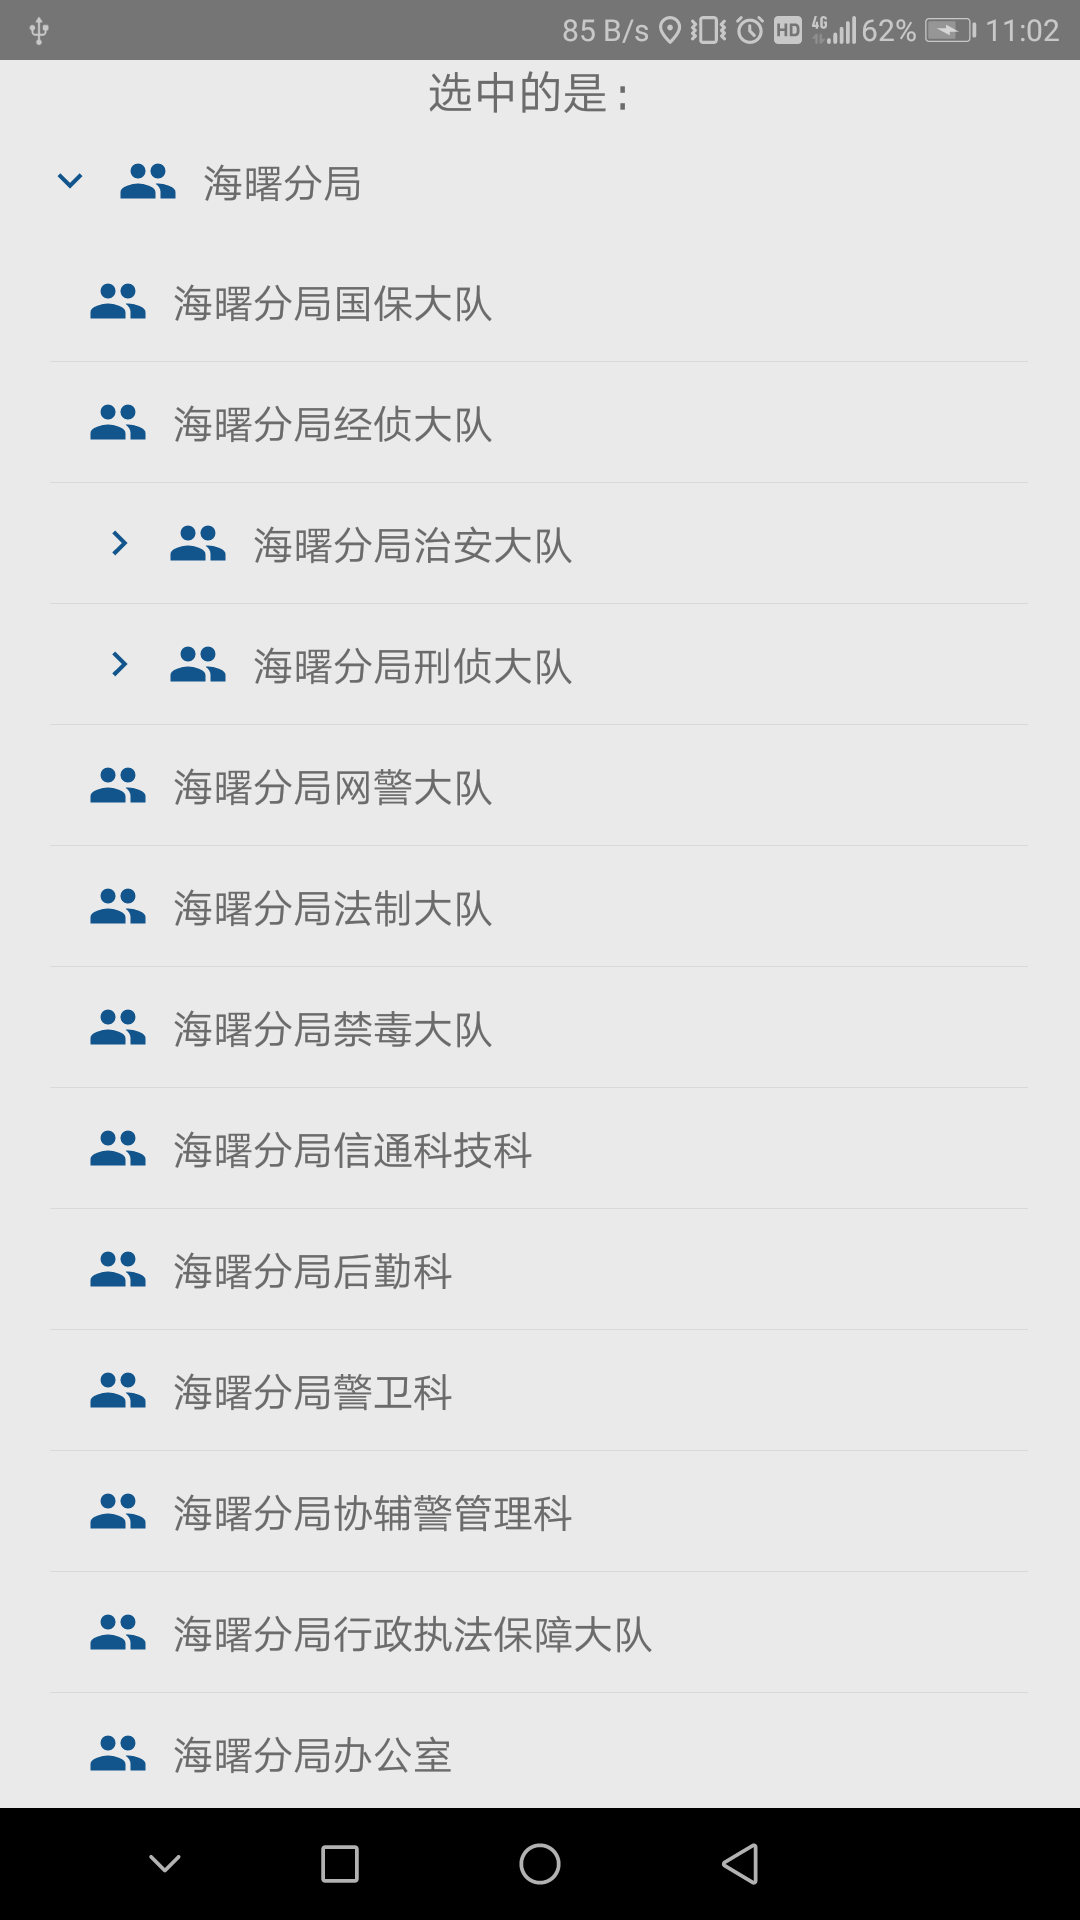 85 B/s HD 4G 62% 11:02
选中的是:
海曙分局
海曙分局国保大队
海曙分局经侦大队
海曙分局治安大队
海曙分局刑侦大队
海曙分局网警大队
海曙分局法制大队
海曙分局禁毒大队
海曙分局信通科技科
海曙分局后勤科
海曙分局警卫科
海曙分局协辅警管理科
海曙分局行政执法保障大队
海曙分局办公室